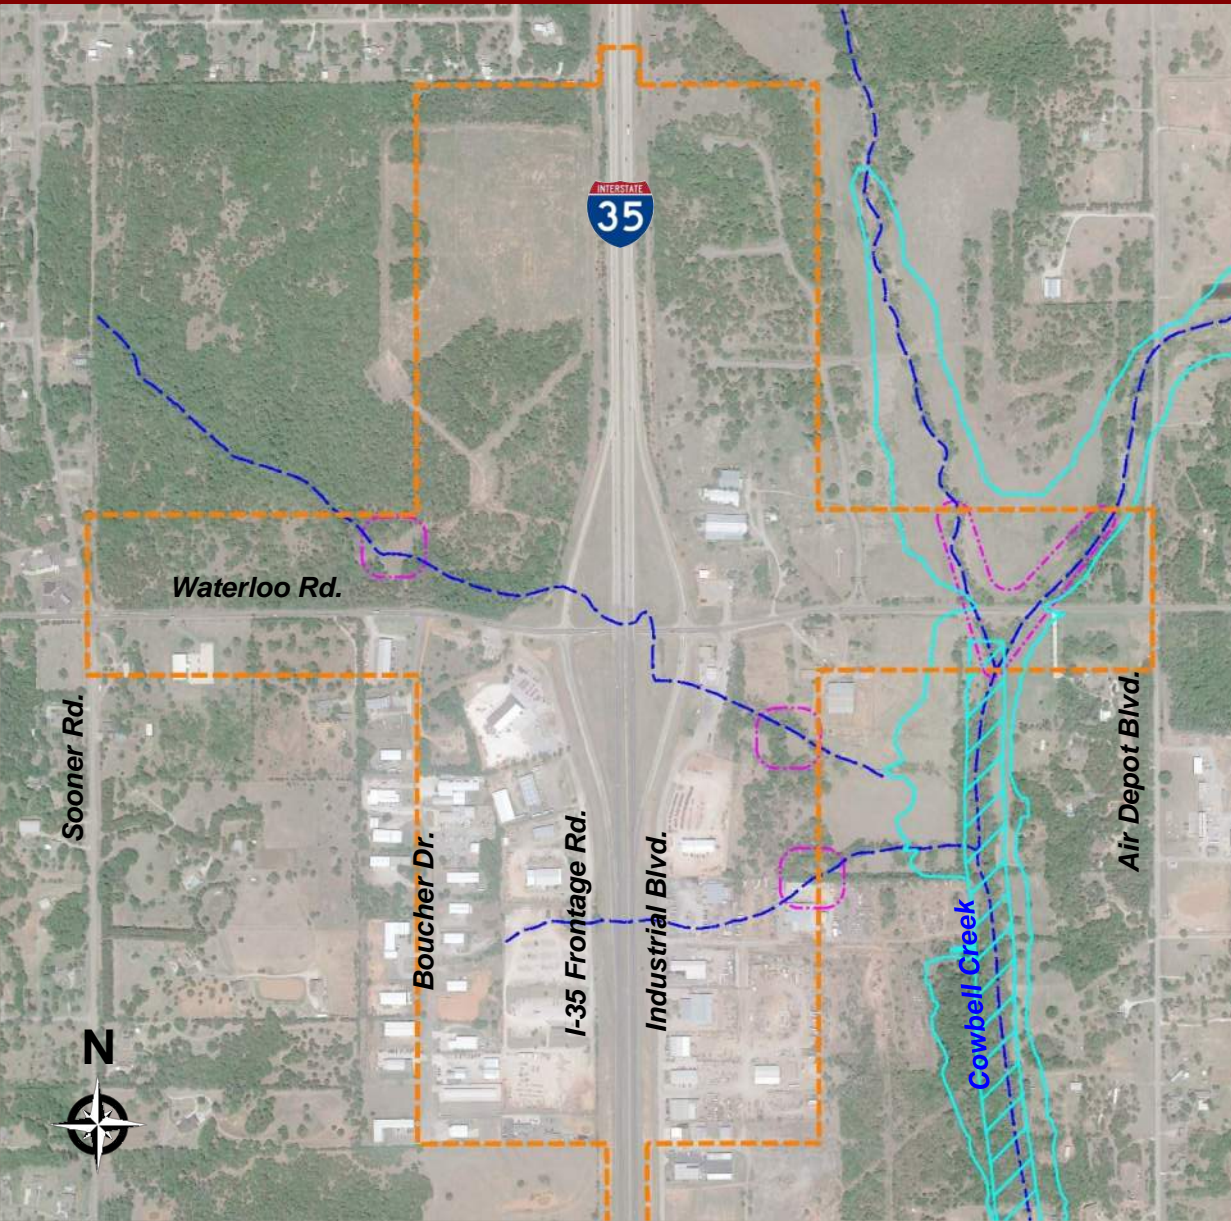 INTERSTATE
35
Waterloo Rd.
Sooner Rd.
Boucher Dr.
I-35 Frontage Rd.
Industrial Blvd.
Air Depot Blvd.
Cowbell Creek
N